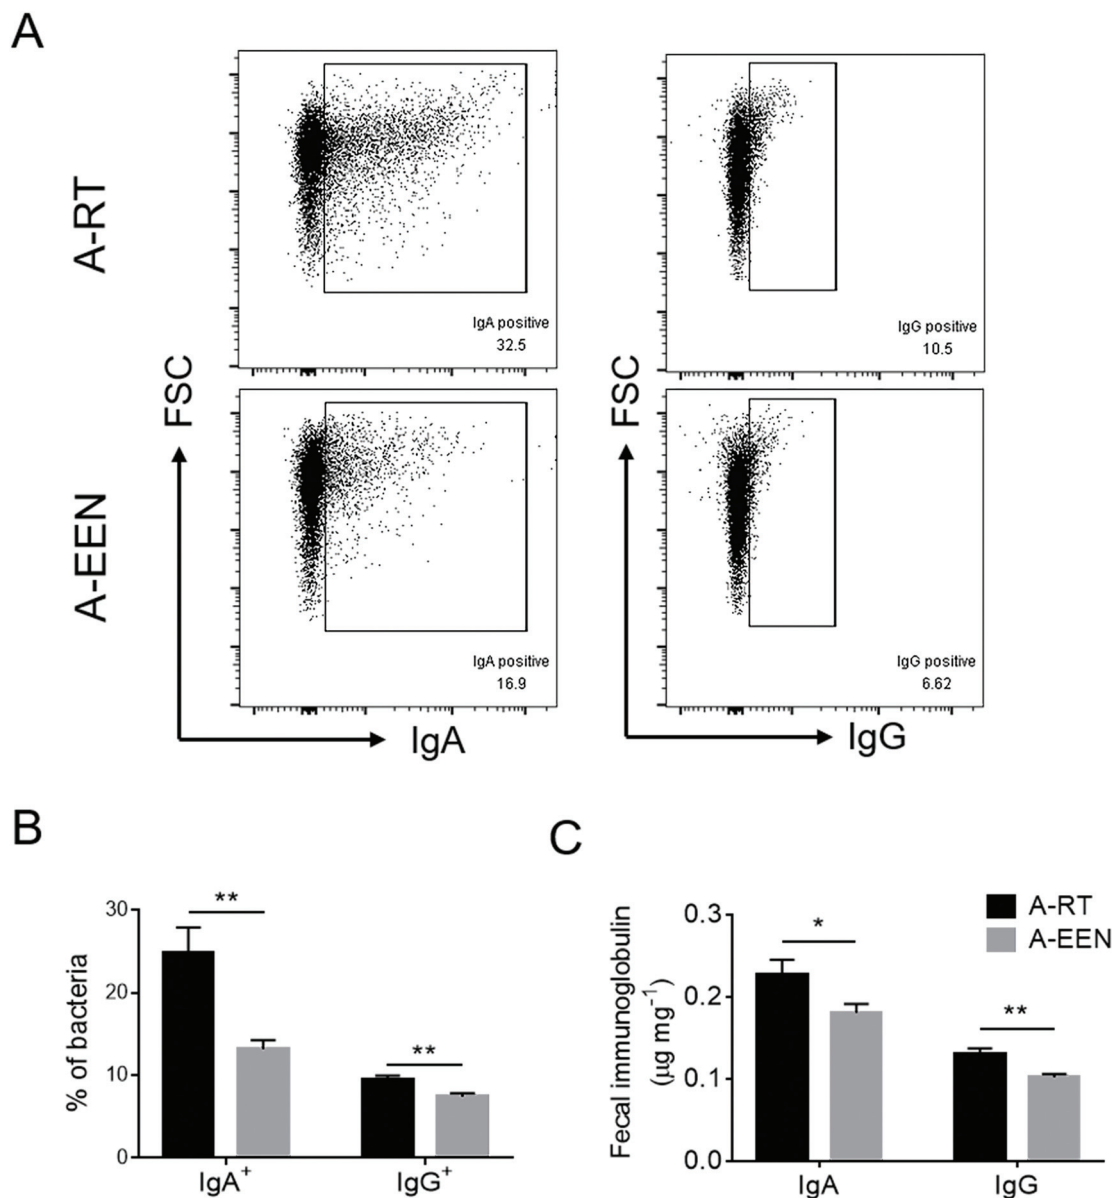 A
A-RT
FSC
IgA positive
32.5
IgG positive
10.5
A-EEN
FSC
IgA positive
16.9
IgG positive
6.62
IgA
IgG
B
% of bacteria
30
20
10
0
**
**
IgA⁺
IgG⁺
C
Fecal immunoglobulin
(µg mg⁻¹)
0.3
0.2
0.1
0.0
*
**
A-RT
A-EEN
IgA
IgG